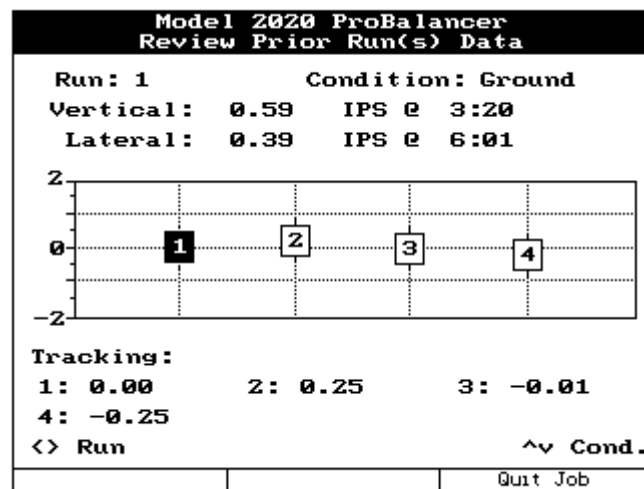 Model 2020 ProBalancer
Review Prior Run(s) Data
Run: 1 Condition: Ground
Vertical: 0.59 IPS @ 3:20
Lateral: 0.39 IPS @ 6:01
2
0
-2
1 2 3 4
Tracking:
1: 0.00 2: 0.25 3: -0.01
4: -0.25
<> Run ^v Cond.
Quit Job